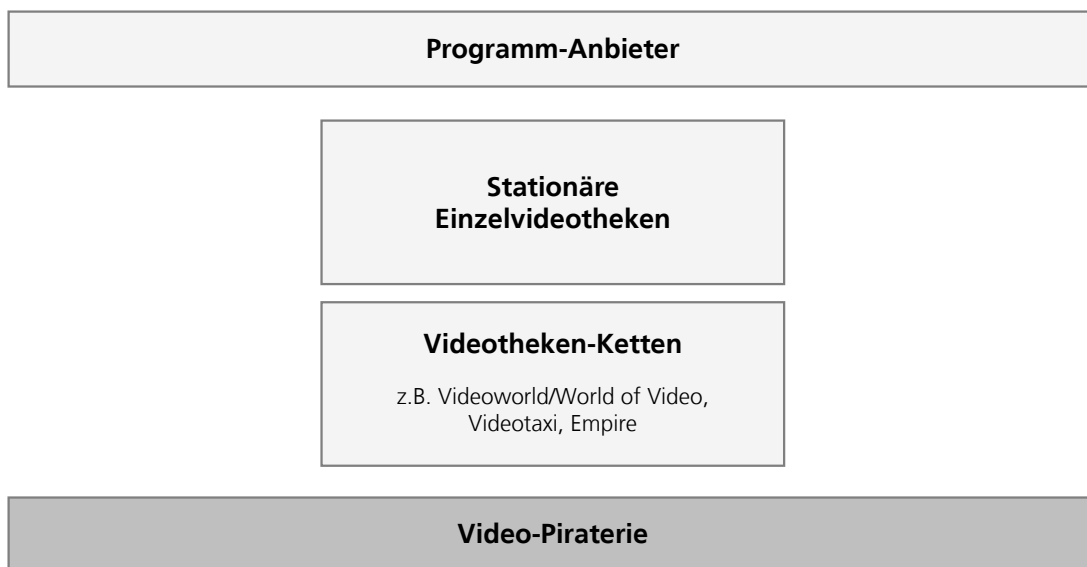 Programm-Anbieter
Stationäre
Einzelvideotheken
Videotheken-Ketten
z.B. Videoworld/World of Video,
Videotaxi, Empire
Video-Piraterie